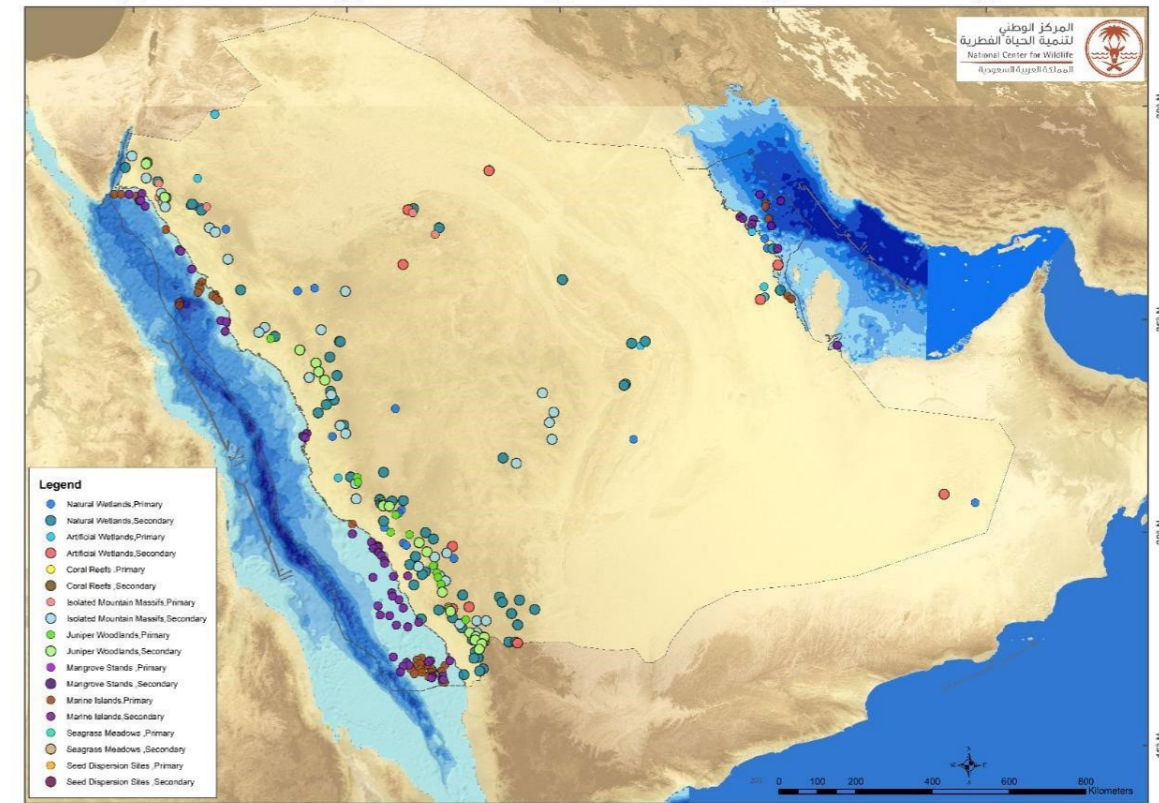 المركز الوطني
لتنمية الحياة الفطرية
National Center for Wildlife
المملكة العربية السعودية
Legend
Natural Wetlands,Primary
Natural Wetlands,Secondary
Artificial Wetlands,Primary
Artificial Wetlands,Secondary
Coral Reefs ,Primary
Coral Reefs ,Secondary
Isolated Mountain Massifs,Primary
Isolated Mountain Massifs,Secondary
Juniper Woodlands,Primary
Juniper Woodlands,Secondary
Mangrove Stands ,Primary
Mangrove Stands ,Secondary
Marine Islands,Primary
Marine Islands,Secondary
Seagrass Meadows ,Primary
Seagrass Meadows ,Secondary
Seed Dispersion Sites ,Primary
Seed Dispersion Sites ,Secondary
0 100 200 400 600 800
Kilometers